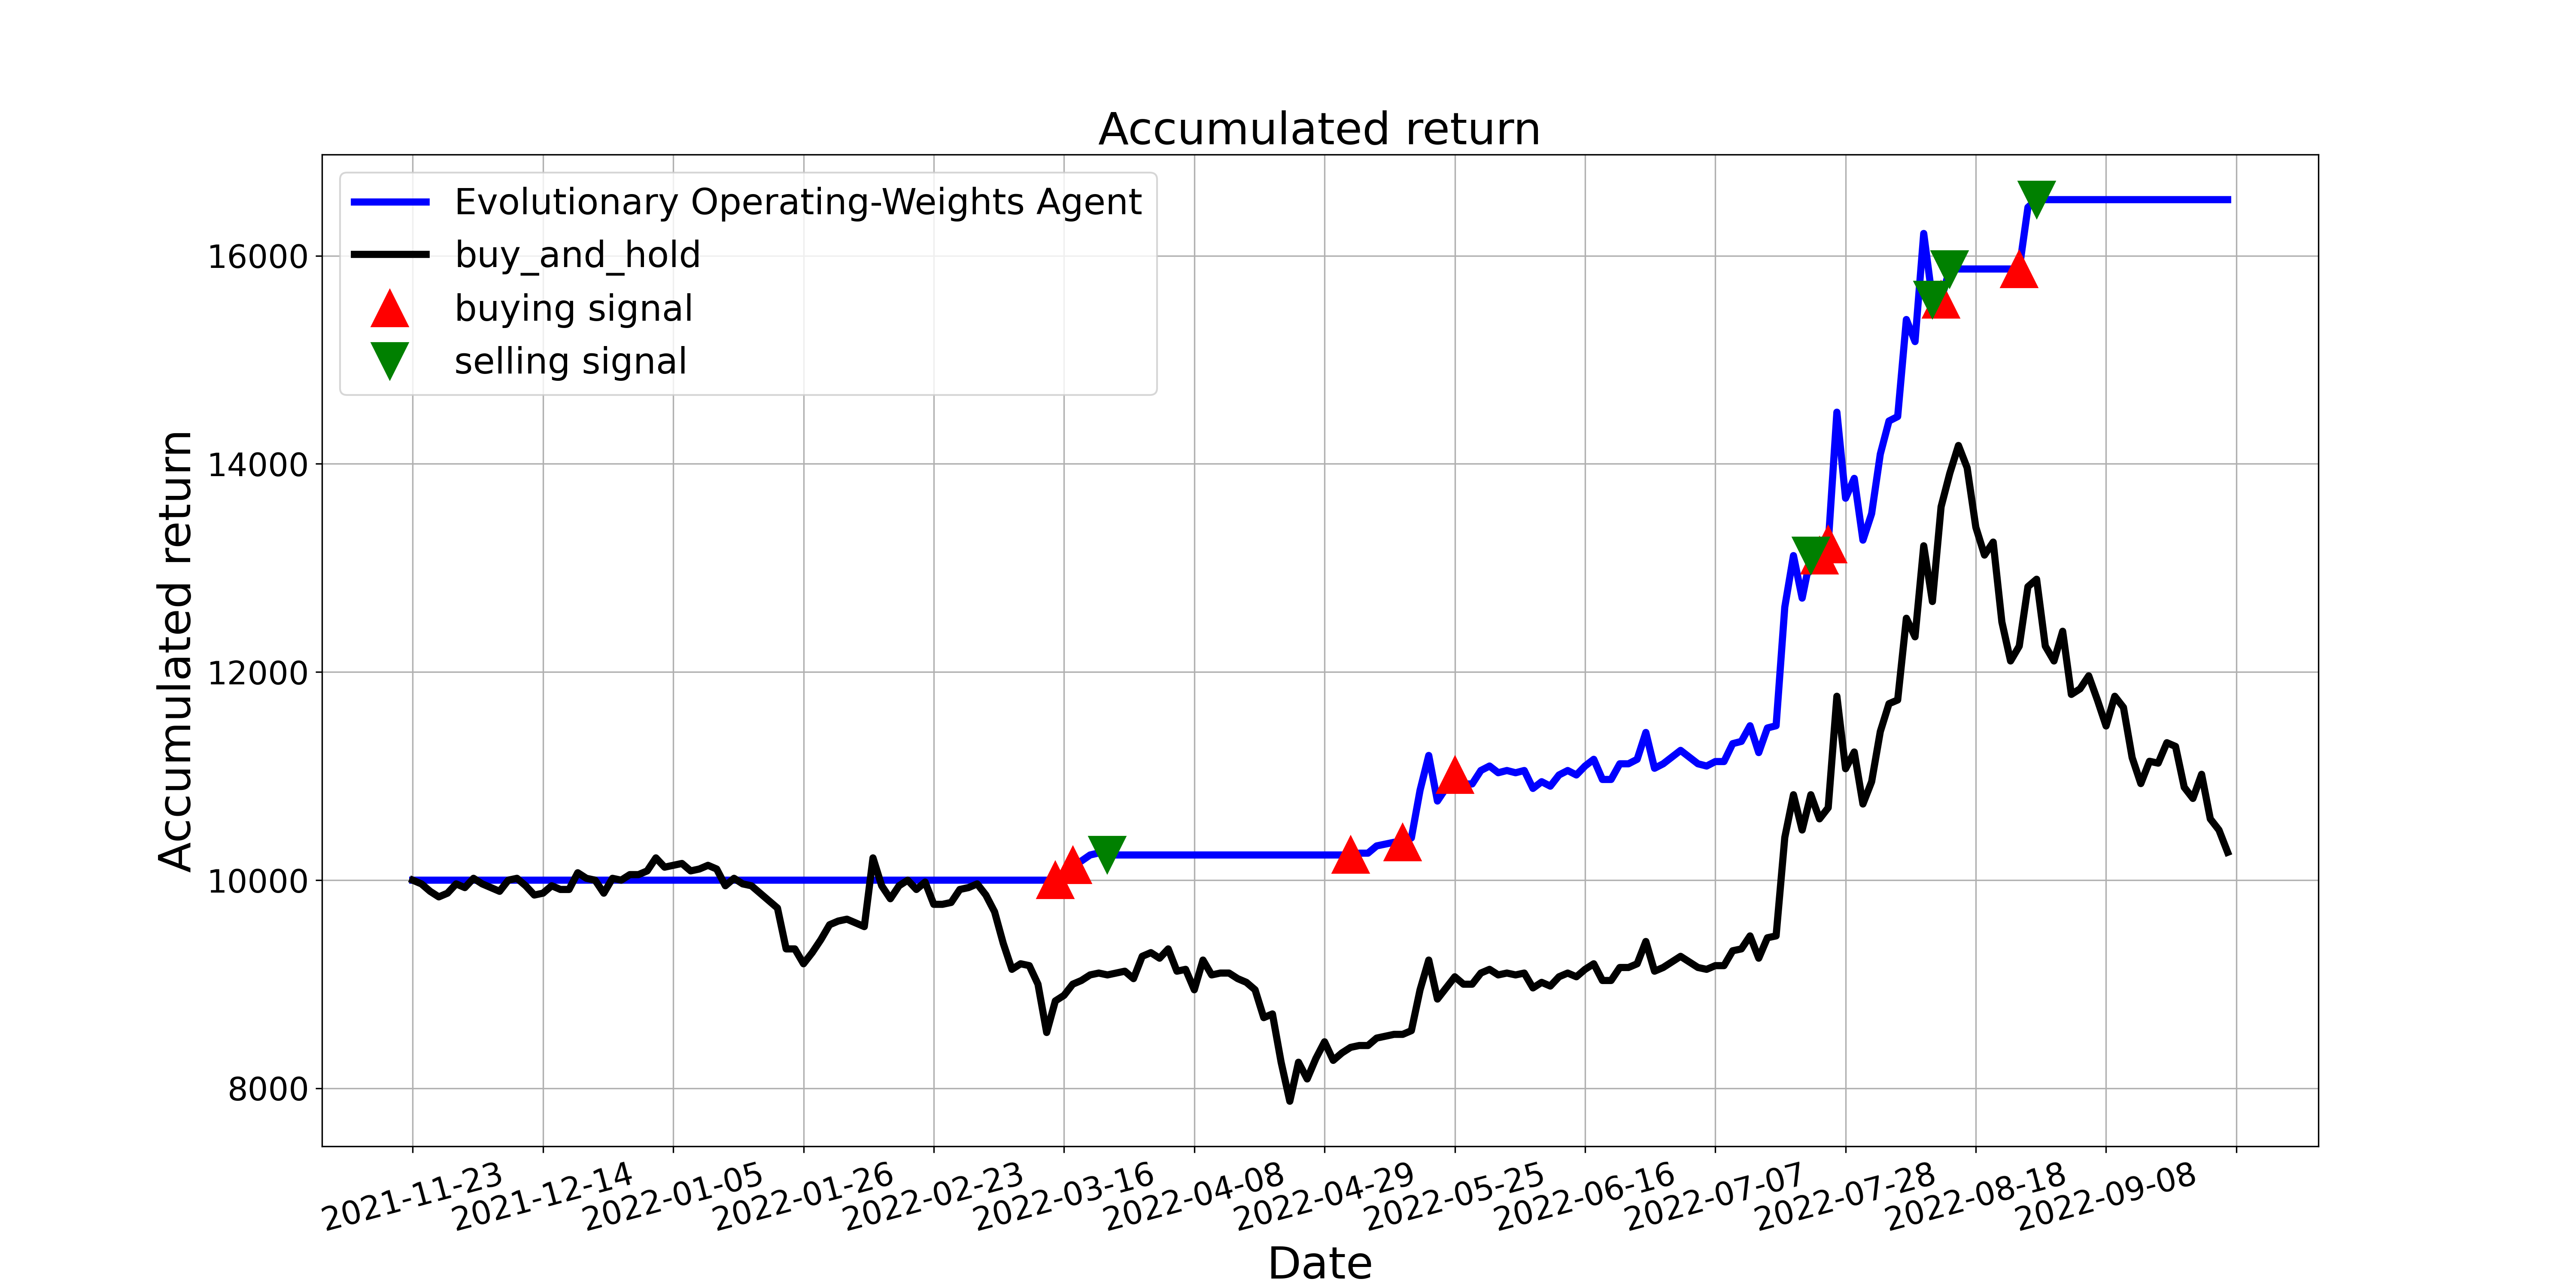 Accumulated return
Evolutionary Operating-Weights Agent
buy_and_hold
buying signal
selling signal
Accumulated return
16000
14000
12000
10000
8000
2021-11-23
2021-12-14
2022-01-05
2022-01-26
2022-02-23
2022-03-16
2022-04-08
2022-04-29
2022-05-25
2022-06-16
2022-07-07
2022-07-28
2022-08-18
2022-09-08
Date